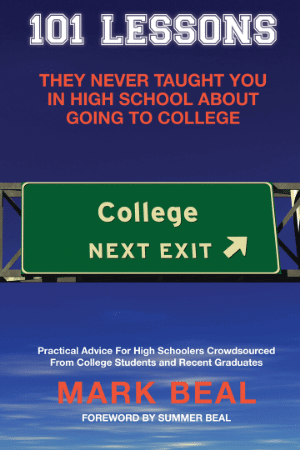 101 LESSONS
THEY NEVER TAUGHT YOU
IN HIGH SCHOOL ABOUT
GOING TO COLLEGE
College
NEXT EXIT
Practical Advice For High Schoolers Crowdsourced
From College Students and Recent Graduates
MARK BEAL
FOREWORD BY SUMMER BEAL